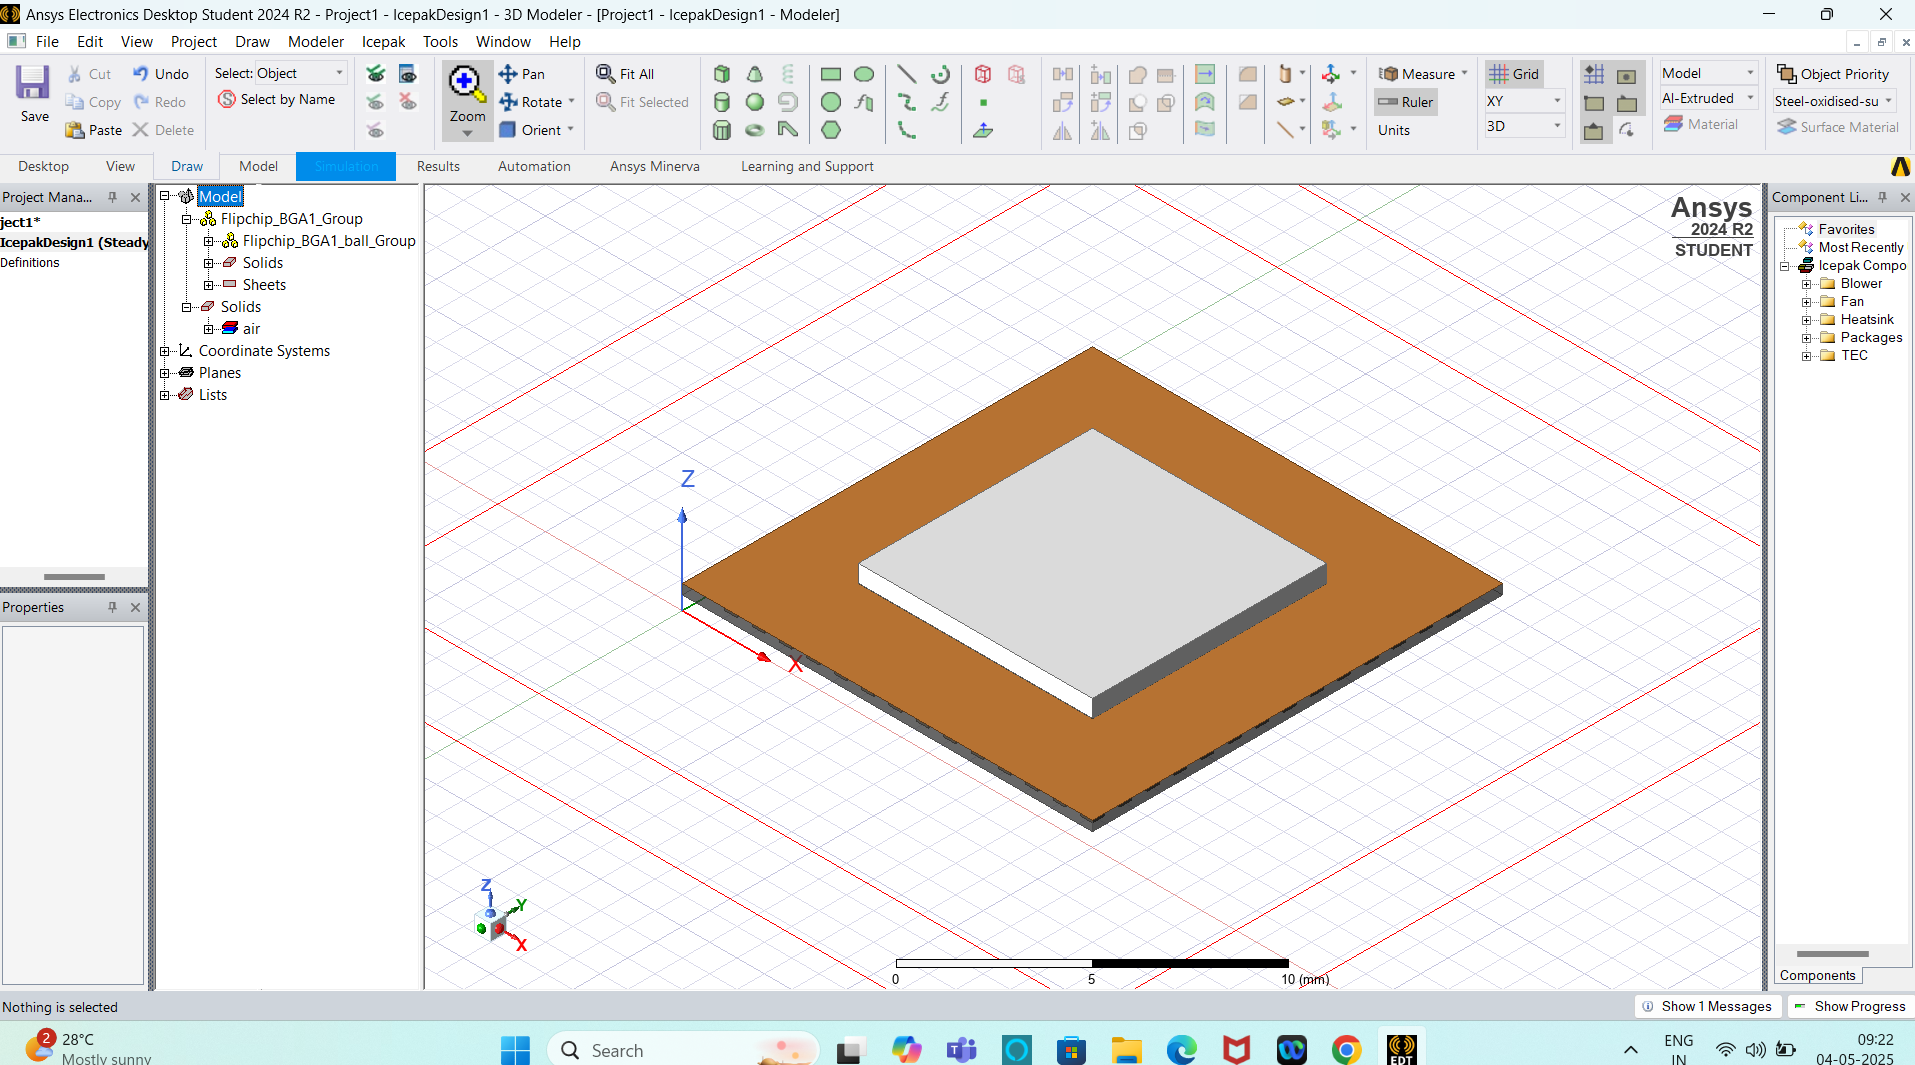 Ansys Electronics Desktop Student 2024 R2 - Project1 - IcepakDesign1 - 3D Modeler - [Project1 - IcepakDesign1 - Modeler]
File Edit View Project Draw Modeler Icepak Tools Window Help
Save
Cut
Copy
Paste
Undo
Redo
Delete
Select: Object
Select by Name
Zoom
Pan
Rotate
Orient
Fit All
Fit Selected
Measure
Ruler
Units
Grid
XY
3D
Model
Al-Extruded
Material
Object Priority
Steel-oxidised-su
Surface Material
Desktop View Draw Model Simulation Results Automation Ansys Minerva Learning and Support
Project Mana...
ject1*
IcepakDesign1 (Steady
Definitions
Properties
Model
Flipchip_BGA1_Group
Flipchip_BGA1_ball_Group
Solids
Sheets
Solids
air
Coordinate Systems
Planes
Lists
Ansys
2024 R2
STUDENT
Z
X
Z
Y
X
0 5 10 (mm)
Component Li...
Favorites
Most Recently
Icepak Compo
Blower
Fan
Heatsink
Packages
TEC
Components
Nothing is selected
Show 1 Messages
Show Progress
2
28°C
Mostly sunny
Search
EDT
ENG
IN
09:22
04-05-2025